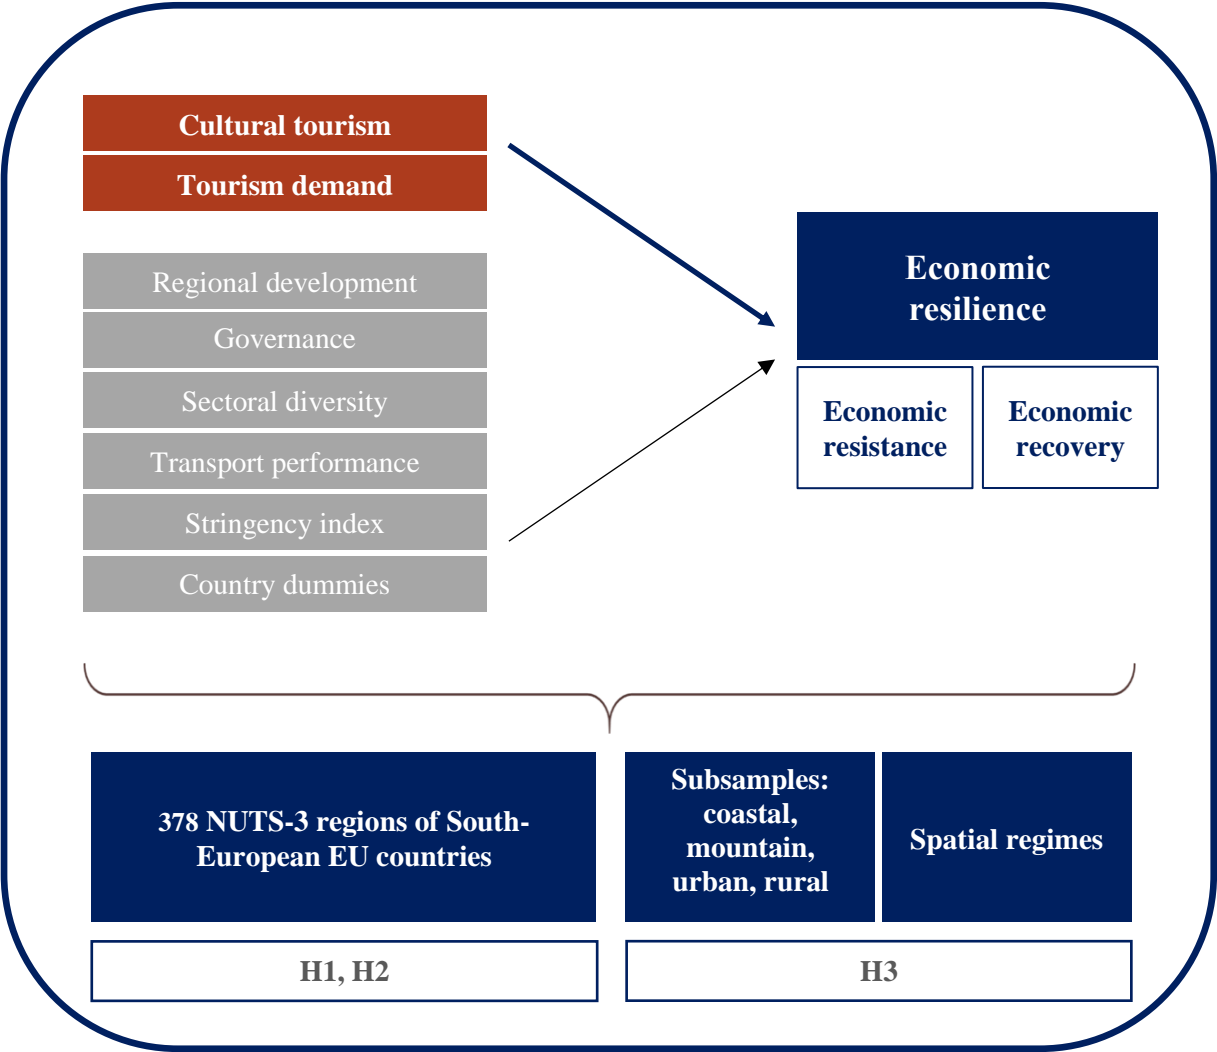 Cultural tourism
Tourism demand
Regional development
Governance
Sectoral diversity
Transport performance
Stringency index
Country dummies
Economic
resilience
Economic
resistance
Economic
recovery
378 NUTS-3 regions of South-
European EU countries
Subsamples:
coastal,
mountain,
urban, rural
Spatial regimes
H1, H2
H3